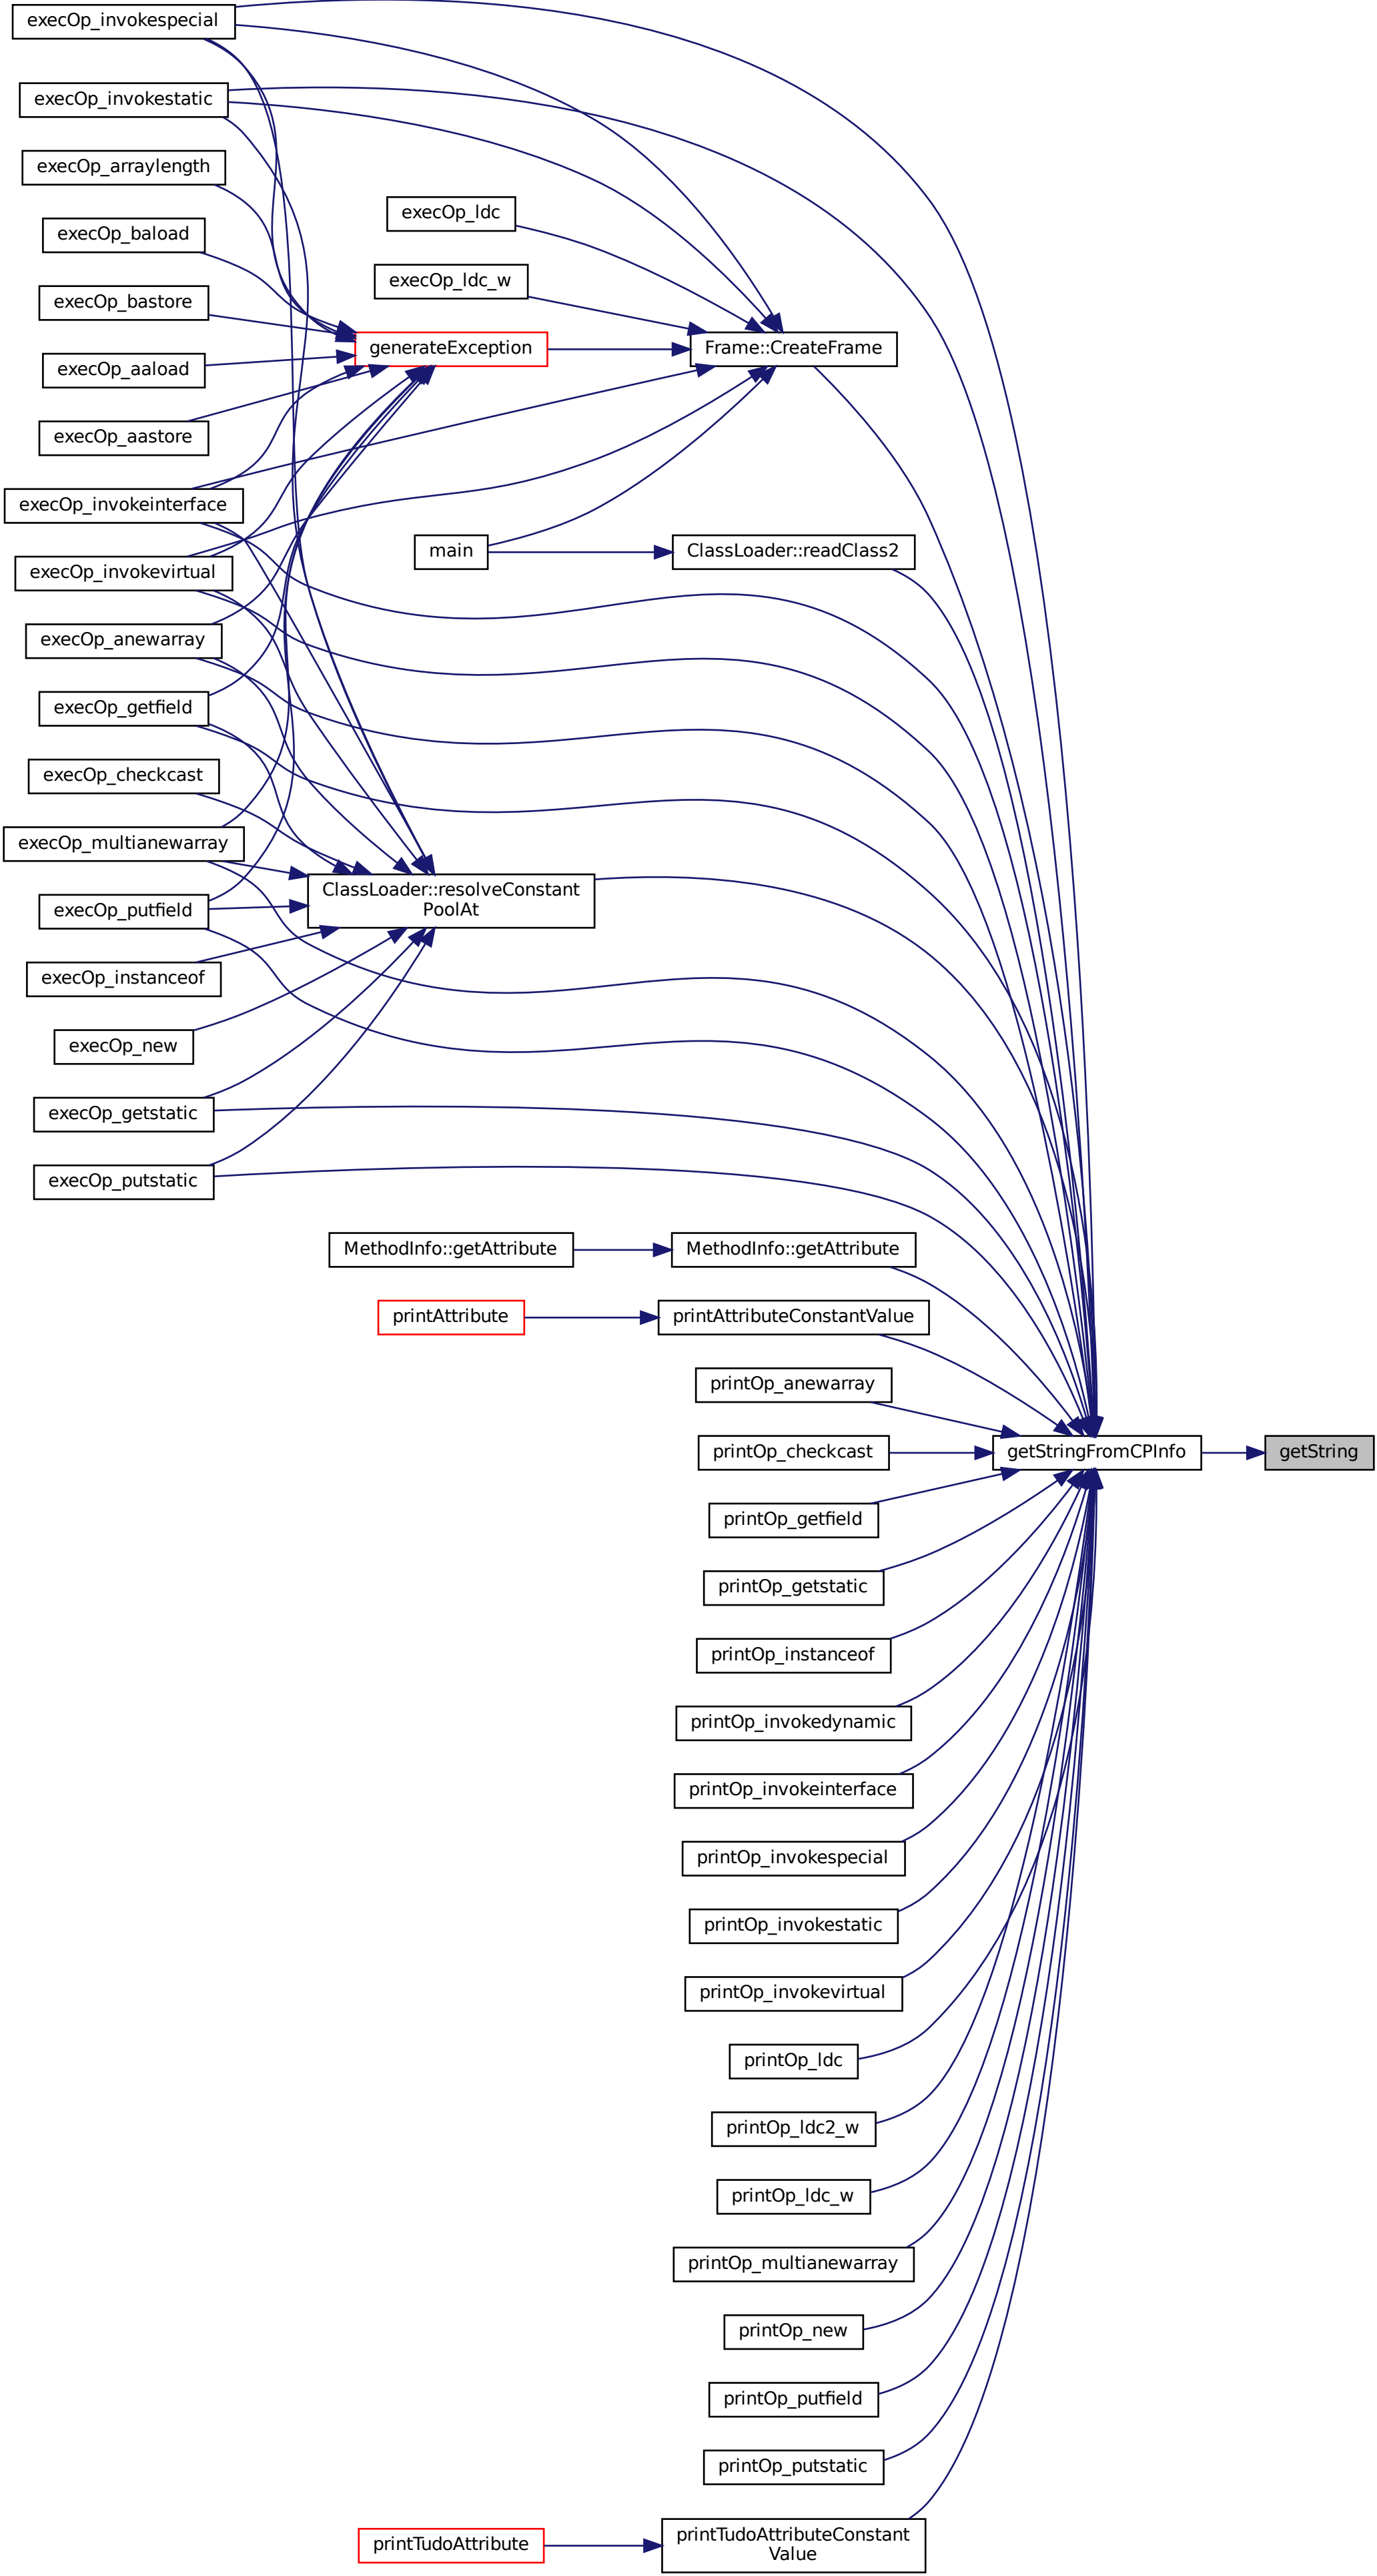 execOp_invokespecial
execOp_invokestatic
execOp_arraylength
execOp_ldc
execOp_baload
execOp_ldc_w
execOp_bastore
generateException
Frame::CreateFrame
execOp_aaload
execOp_aastore
execOp_invokeinterface
main
ClassLoader::readClass2
execOp_invokevirtual
execOp_anewarray
execOp_getfield
execOp_checkcast
execOp_multianewarray
ClassLoader::resolveConstant
PoolAt
execOp_putfield
execOp_instanceof
execOp_new
execOp_getstatic
execOp_putstatic
MethodInfo::getAttribute
MethodInfo::getAttribute
printAttribute
printAttributeConstantValue
printOp_anewarray
printOp_checkcast
getStringFromCPInfo
getString
printOp_getfield
printOp_getstatic
printOp_instanceof
printOp_invokedynamic
printOp_invokeinterface
printOp_invokespecial
printOp_invokestatic
printOp_invokevirtual
printOp_ldc
printOp_ldc2_w
printOp_ldc_w
printOp_multianewarray
printOp_new
printOp_putfield
printOp_putstatic
printTudoAttribute
printTudoAttributeConstant
Value